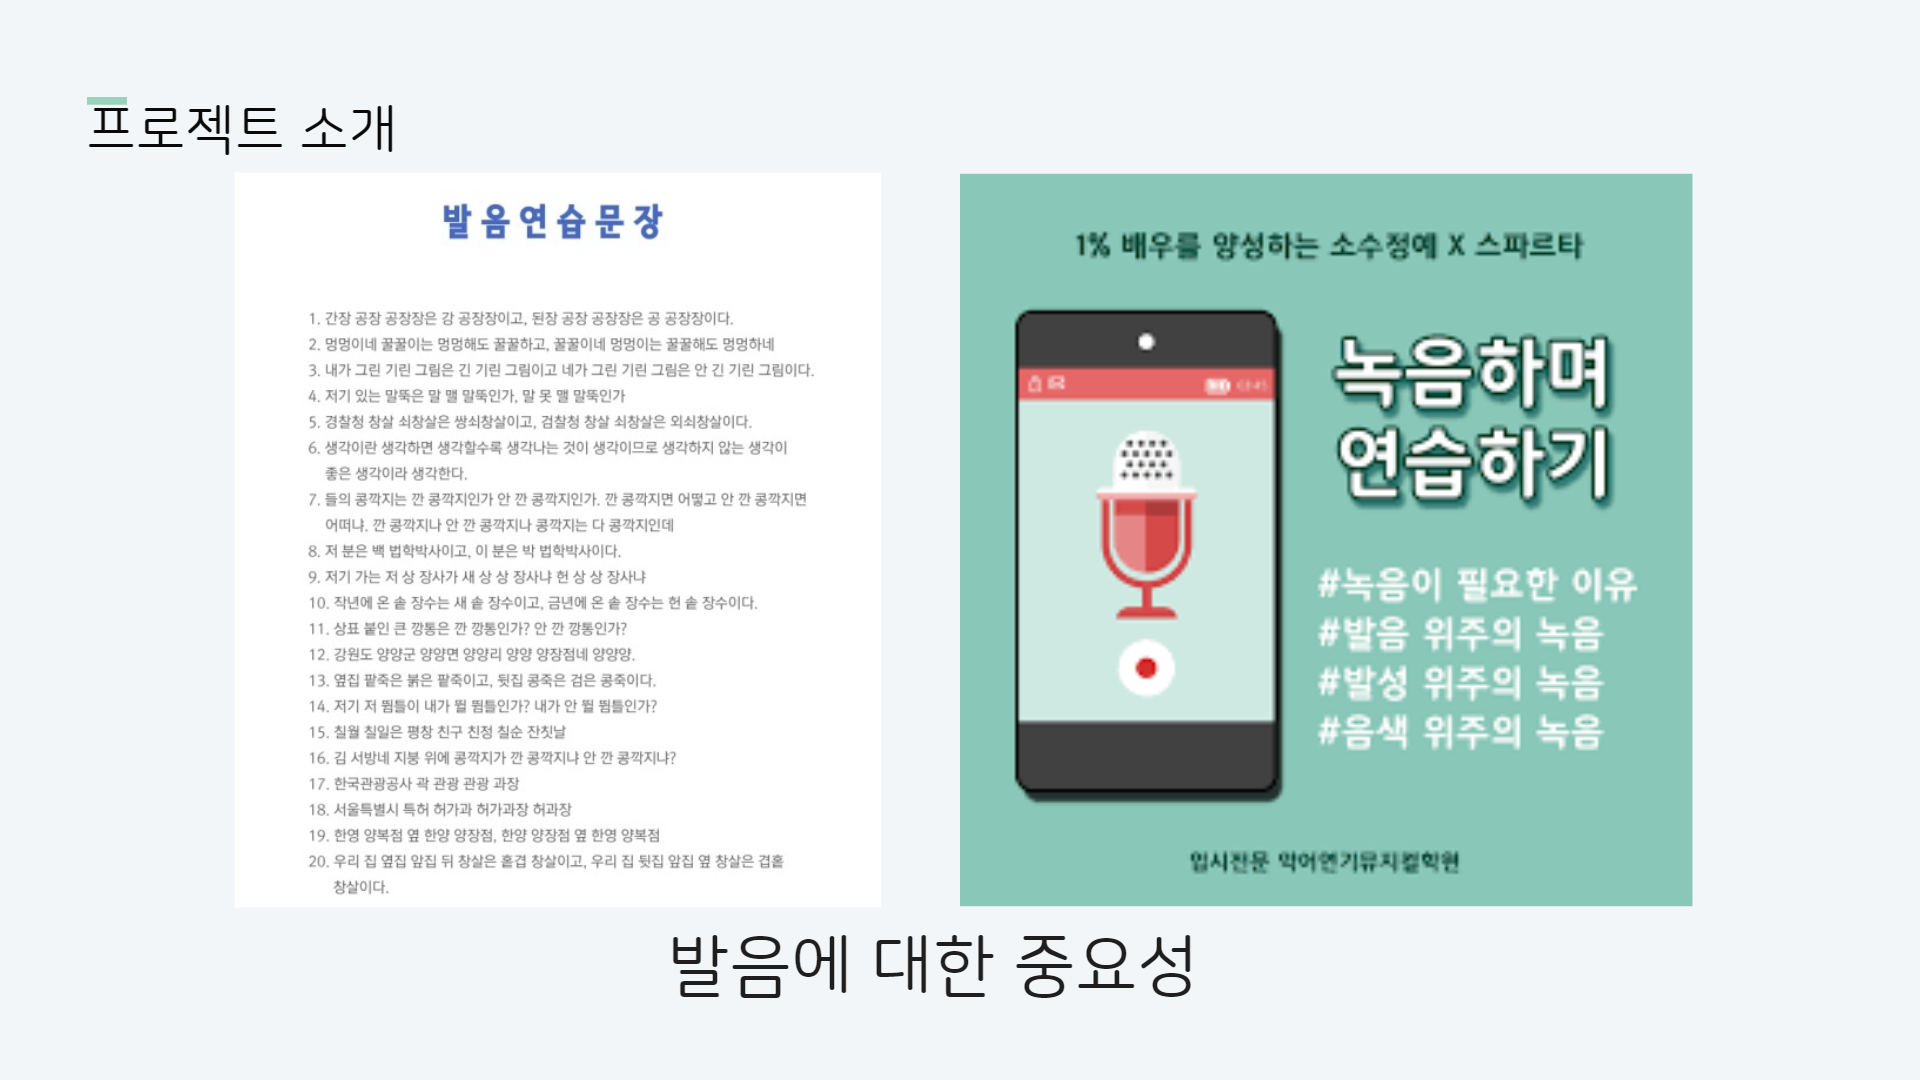 프로젝트 소개
발음연습문장
1. 간장 공장 공장장은 강 공장장이고, 된장 공장 공장장은 공 공장장이다.
2. 멍멍이네 꿀꿀이는 멍멍해도 꿀꿀하고, 꿀꿀이네 멍멍이는 꿀꿀해도 멍멍하네
3. 내가 그린 기린 그림은 긴 기린 그림이고 네가 그린 기린 그림은 안 긴 기린 그림이다.
4. 저기 있는 말뚝은 말 맬 말뚝인가, 말 못 맬 말뚝인가
5. 경찰청 창살 쇠창살은 쌍쇠창살이고, 검찰청 창살 쇠창살은 외쇠창살이다.
6. 생각이란 생각하면 생각할수록 생각나는 것이 생각이므로 생각하지 않는 생각이
좋은 생각이라 생각한다.
7. 들의 콩깍지는 깐 콩깍지인가 안 깐 콩깍지인가. 깐 콩깍지면 어떻고 안 깐 콩깍지면
어떠냐. 깐 콩깍지나 안 깐 콩깍지나 콩깍지는 다 콩깍지인데
8. 저 분은 백 법학박사이고, 이 분은 박 법학박사이다.
9. 저기 가는 저 상 장사가 새 상 상 장사냐 헌 상 상 장사냐
10. 작년에 온 솥 장수는 새 솥 장수이고, 금년에 온 솥 장수는 헌 솥 장수이다.
11. 상표 붙인 큰 깡통은 깐 깡통인가? 안 깐 깡통인가?
12. 강원도 양양군 양양면 양양리 양양 양장점네 양양양.
13. 옆집 팥죽은 붉은 팥죽이고, 뒷집 콩죽은 검은 콩죽이다.
14. 저기 저 뜀틀이 내가 뛸 뜀틀인가? 내가 안 뛸 뜀틀인가?
15. 칠월 칠일은 평창 친구 친정 칠순 잔칫날
16. 김 서방네 지붕 위에 콩깍지가 깐 콩깍지냐 안 깐 콩깍지냐?
17. 한국관광공사 곽 관광 관광 과장
18. 서울특별시 특허 허가과 허가과장 허과장
19. 한영 양복점 옆 한양 양장점, 한양 양장점 옆 한영 양복점
20. 우리 집 옆집 앞집 뒤 창살은 홑겹 창살이고, 우리 집 뒷집 앞집 옆 창살은 겹홑
창살이다.
1% 배우를 양성하는 소수정예 X 스파르타
녹음하며
연습하기
#녹음이 필요한 이유
#발음 위주의 녹음
#발성 위주의 녹음
#음색 위주의 녹음
입시전문 악어연기뮤지컬학원
발음에 대한 중요성